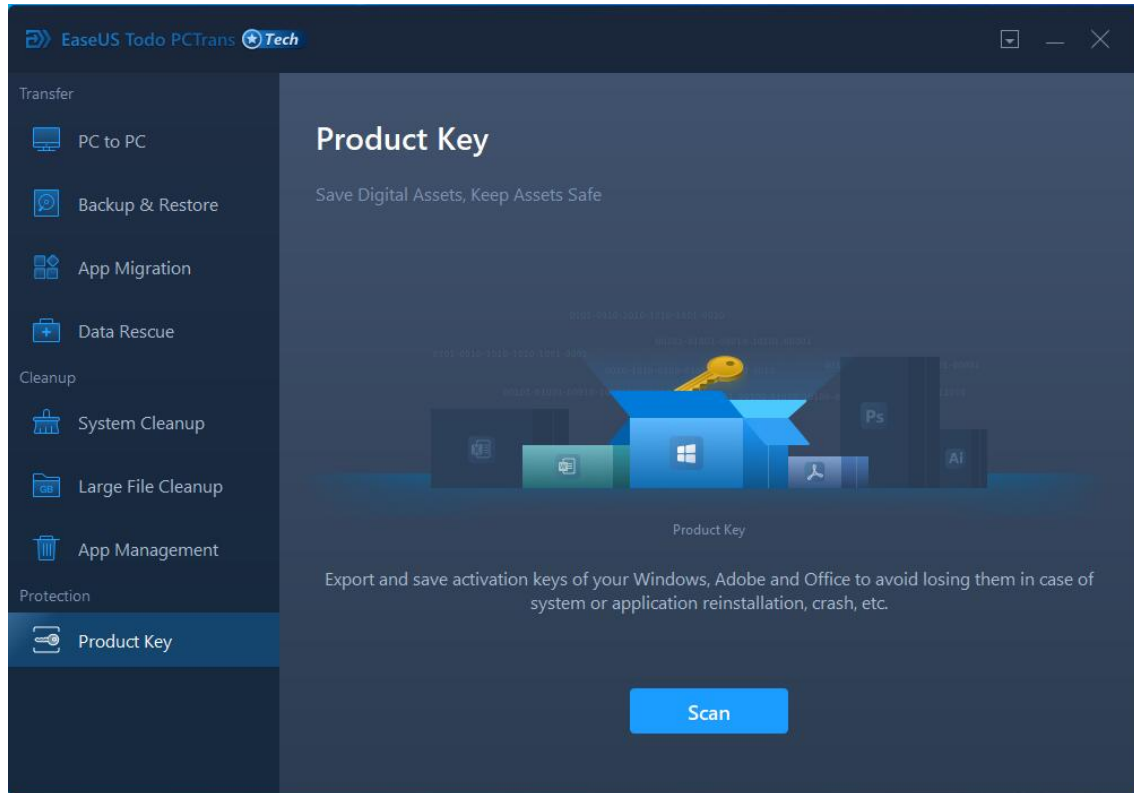 EaseUS Todo PCTrans Tech
Transfer
PC to PC
Backup & Restore
App Migration
Data Rescue
Cleanup
System Cleanup
GB
Large File Cleanup
App Management
Protection
Product Key
Product Key
Save Digital Assets, Keep Assets Safe
Ps
Ai
Product Key
Export and save activation keys of your Windows, Adobe and Office to avoid losing them in case of
system or application reinstallation, crash, etc.
Scan